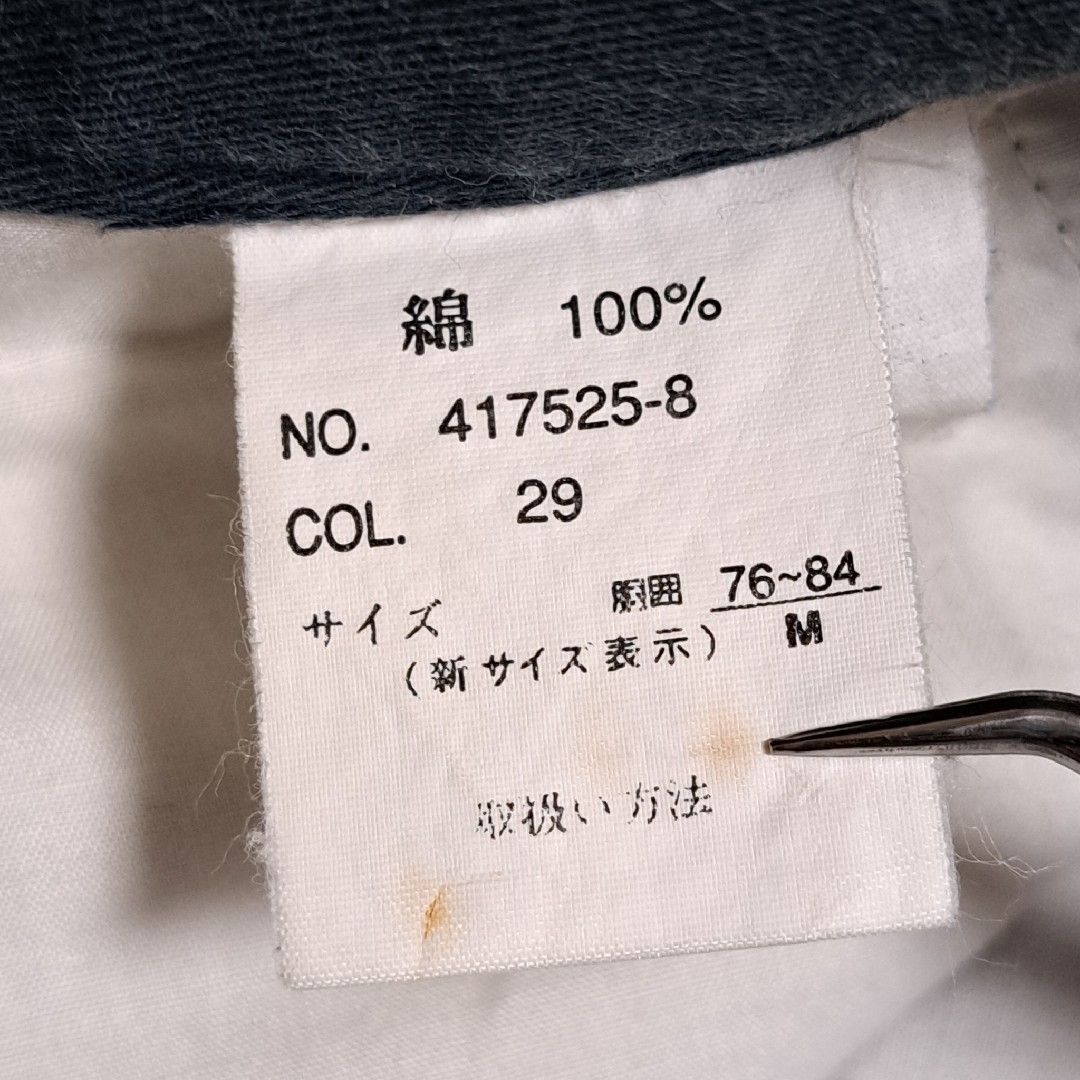 綿 100%
NO. 417525-8
COL. 29
サイズ 胴囲 76~84
(新サイズ表示) M
取扱い方法